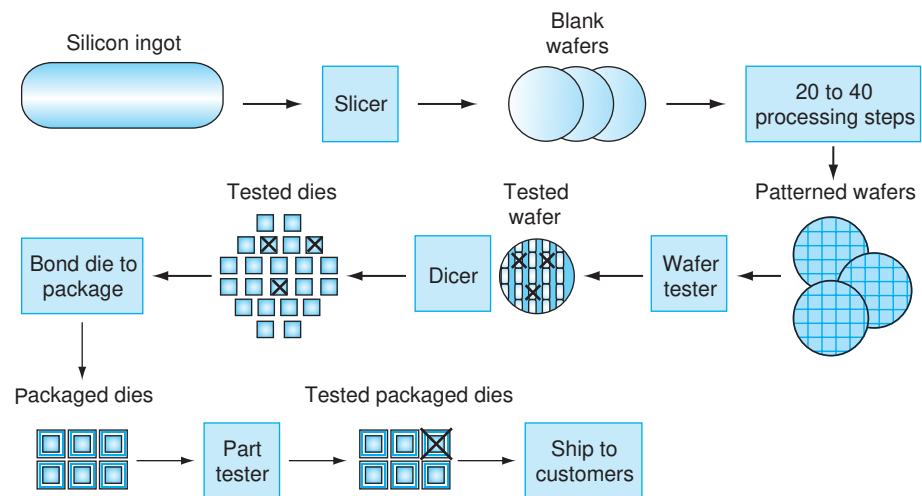 Silicon ingot
Slicer
Blank
wafers
20 to 40
processing steps
Patterned wafers
Wafer
tester
Tested
wafer
Dicer
Tested dies
Bond die to
package
Packaged dies
Part
tester
Tested packaged dies
Ship to
customers